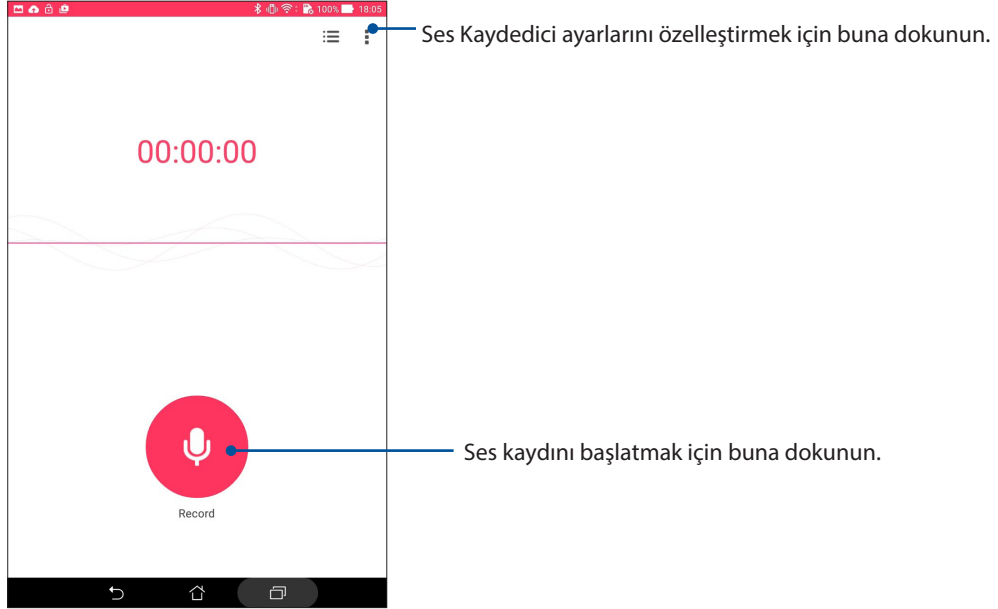 100% 18:05
Ses Kaydedici ayarlarını özelleştirmek için buna dokunun.
00:00:00
Ses kaydını başlatmak için buna dokunun.
Record